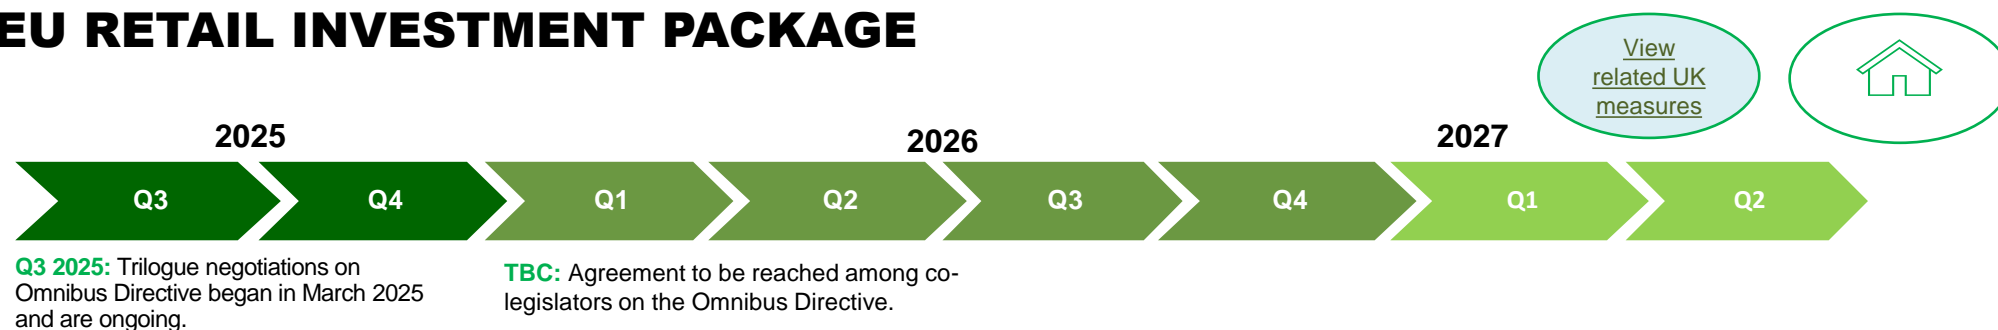 EU RETAIL INVESTMENT PACKAGE
View
related UK
measures
2025
2026
2027
Q3
Q4
Q1
Q2
Q3
Q4
Q1
Q2
Q3 2025: Trilogue negotiations on
Omnibus Directive began in March 2025
and are ongoing.
TBC: Agreement to be reached among co-
legislators on the Omnibus Directive.